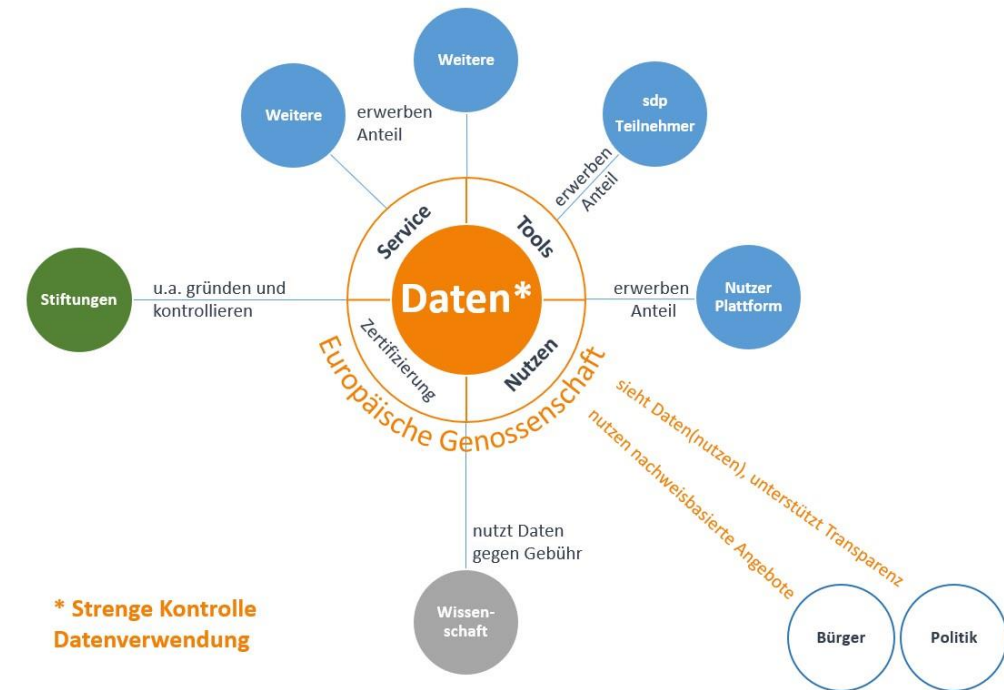 Weitere
Weitere
sdp
Teilnehmer
erwerben
Anteil
erwerben
Anteil
Service
Tools
Stiftungen
u.a. gründen und
kontrollieren
Daten*
erwerben
Anteil
Nutzer
Plattform
Zertifizierung
Nutzen
Europäische Genossenschaft
sieht Daten(nutzen), unterstützt Transparenz
nutzen nachweisbasierte Angebote
nutzt Daten
gegen Gebühr
Wissen-
schaft
* Strenge Kontrolle
Datenverwendung
Bürger
Politik